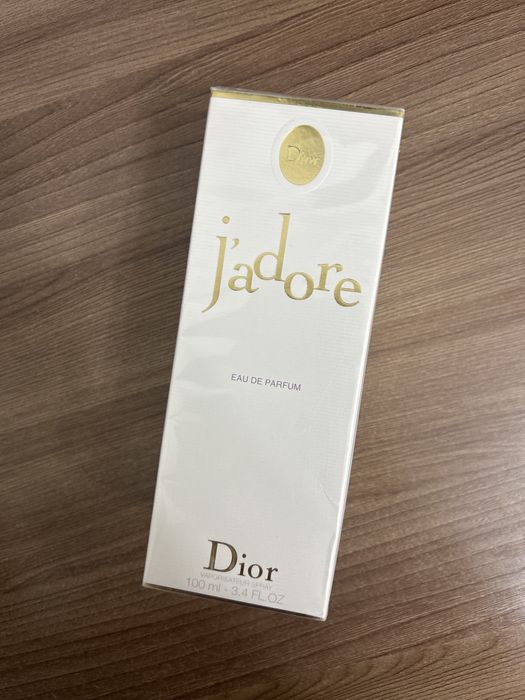 Dior
j'adore
EAU DE PARFUM
Dior
VAPORISATEUR SPRAY
100 ml - 3,4 FL.OZ